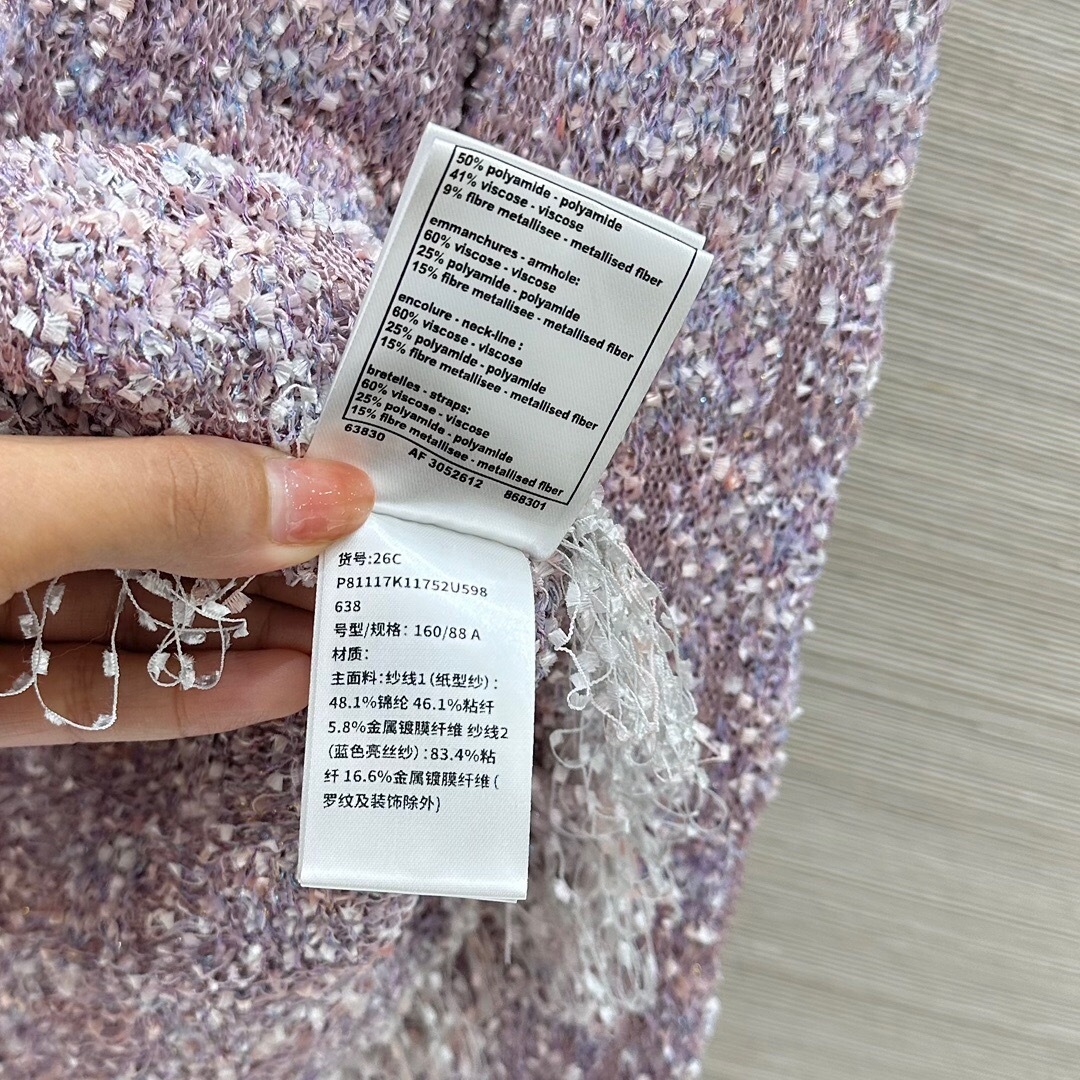 50% polyamide - polyamide
41% viscose - viscose
9% fibre metallisee - metallised fiber
emmanchures - armhole:
60% viscose - viscose
25% polyamide - polyamide
15% fibre metallisee - metallised fiber
encolure - neck-line :
60% viscose - viscose
25% polyamide - polyamide
15% fibre metallisee - metallised fiber
bretelles - straps:
60% viscose - viscose
25% polyamide - polyamide
15% fibre metallisee - metallised fiber
63830 AF 3052612 868301
货号:26C
P81117K11752U598
638
号型/规格：160/88 A
材质：
主面料：纱线1（纸型纱）：
48.1%锦纶 46.1%粘纤
5.8%金属镀膜纤维 纱线2
（蓝色亮丝纱）：83.4%粘
纤 16.6%金属镀膜纤维（
罗纹及装饰除外)